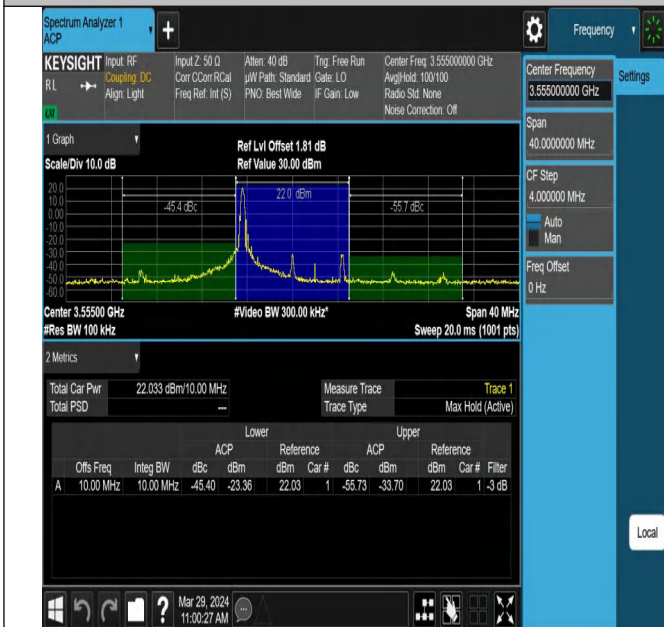 Spectrum Analyzer 1
ACP
Frequency
KEYSIGHT
RL
LXI
Input: RF
Coupling: DC
Align: Light
Input Z: 50 Ω
Corr CCorr RCal
Freq Ref: Int (S)
Atten: 40 dB
µW Path: Standard
PNO: Best Wide
Trig: Free Run
Gate: LO
IF Gain: Low
Center Freq: 3.555000000 GHz
Avg|Hold: 100/100
Radio Std: None
Noise Correction: Off
1 Graph
Scale/Div 10.0 dB
Ref Lvl Offset 1.81 dB
Ref Value 30.00 dBm
20.0
10.0
0.00
-10.0
-20.0
-30.0
-40.0
-50.0
-60.0
-45.4 dBc
22.0 dBm
-55.7 dBc
Center 3.55500 GHz
#Video BW 300.00 kHz*
Span 40 MHz
#Res BW 100 kHz
Sweep 20.0 ms (1001 pts)
2 Metrics
Total Car Pwr 22.033 dBm/10.00 MHz
Total PSD ---
Measure Trace Trace 1
Trace Type Max Hold (Active)
Lower Upper
ACP Reference ACP Reference
Offs Freq Integ BW dBc dBm dBm Car # dBc dBm dBm Car # Filter
A 10.00 MHz 10.00 MHz -45.40 -23.36 22.03 1 -55.73 -33.70 22.03 1 -3 dB
Mar 29, 2024
11:00:27 AM
Center Frequency
3.555000000 GHz
Settings
Span
40.0000000 MHz
CF Step
4.000000 MHz
Auto
Man
Freq Offset
0 Hz
Local